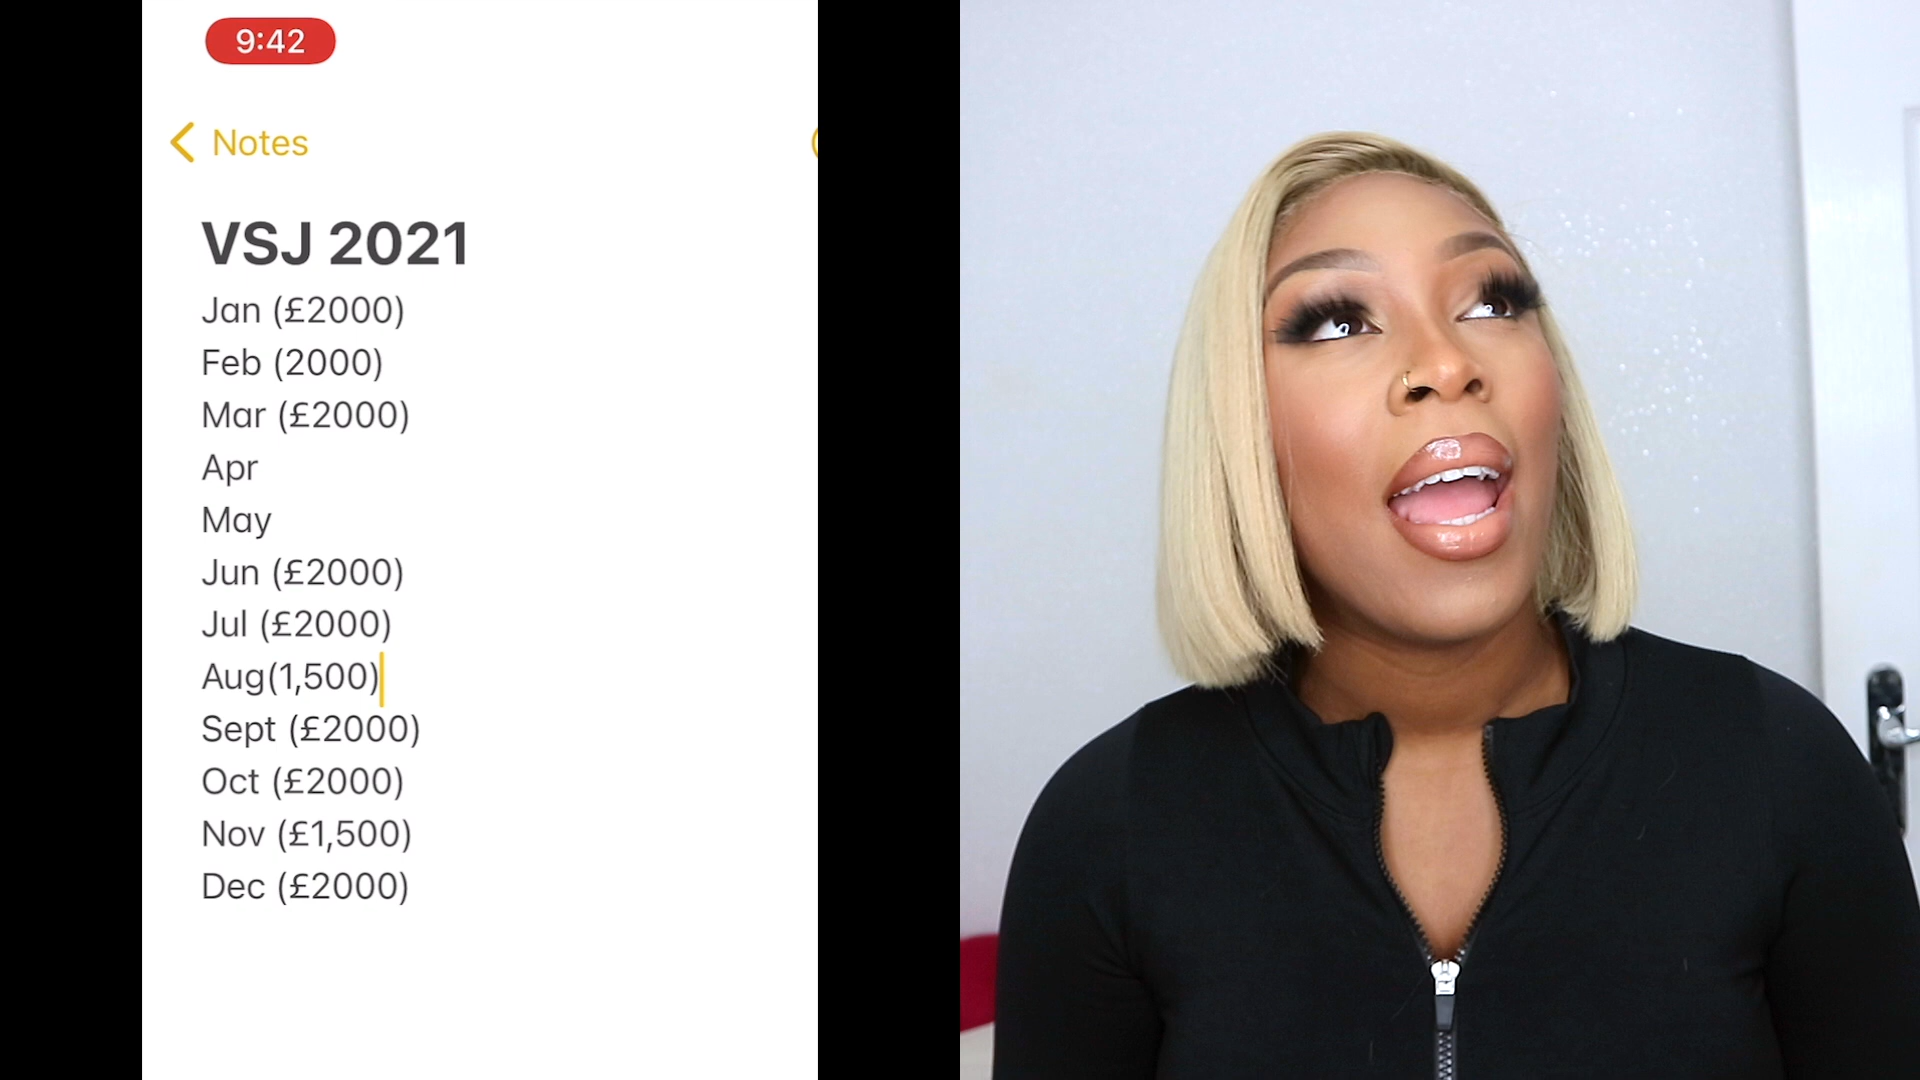 9:42
Notes
VSJ 2021
Jan (£2000)
Feb (2000)
Mar (£2000)
Apr
May
Jun (£2000)
Jul (£2000)
Aug(1,500)
Sept (£2000)
Oct (£2000)
Nov (£1,500)
Dec (£2000)